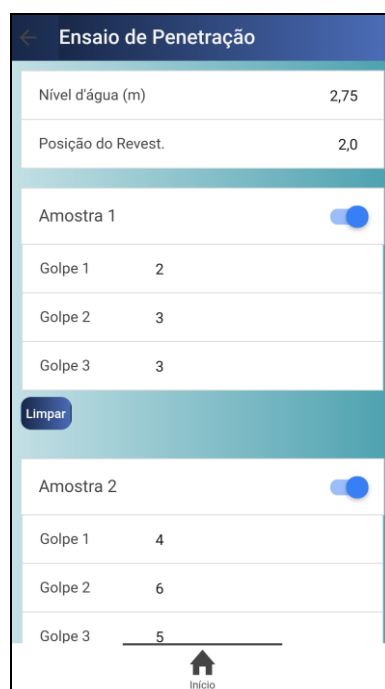 Ensaio de Penetração
Nível d'água (m) 2,75
Posição do Revest. 2,0
Amostra 1
Golpe 1 2
Golpe 2 3
Golpe 3 3
Limpar
Amostra 2
Golpe 1 4
Golpe 2 6
Golpe 3 5
Início